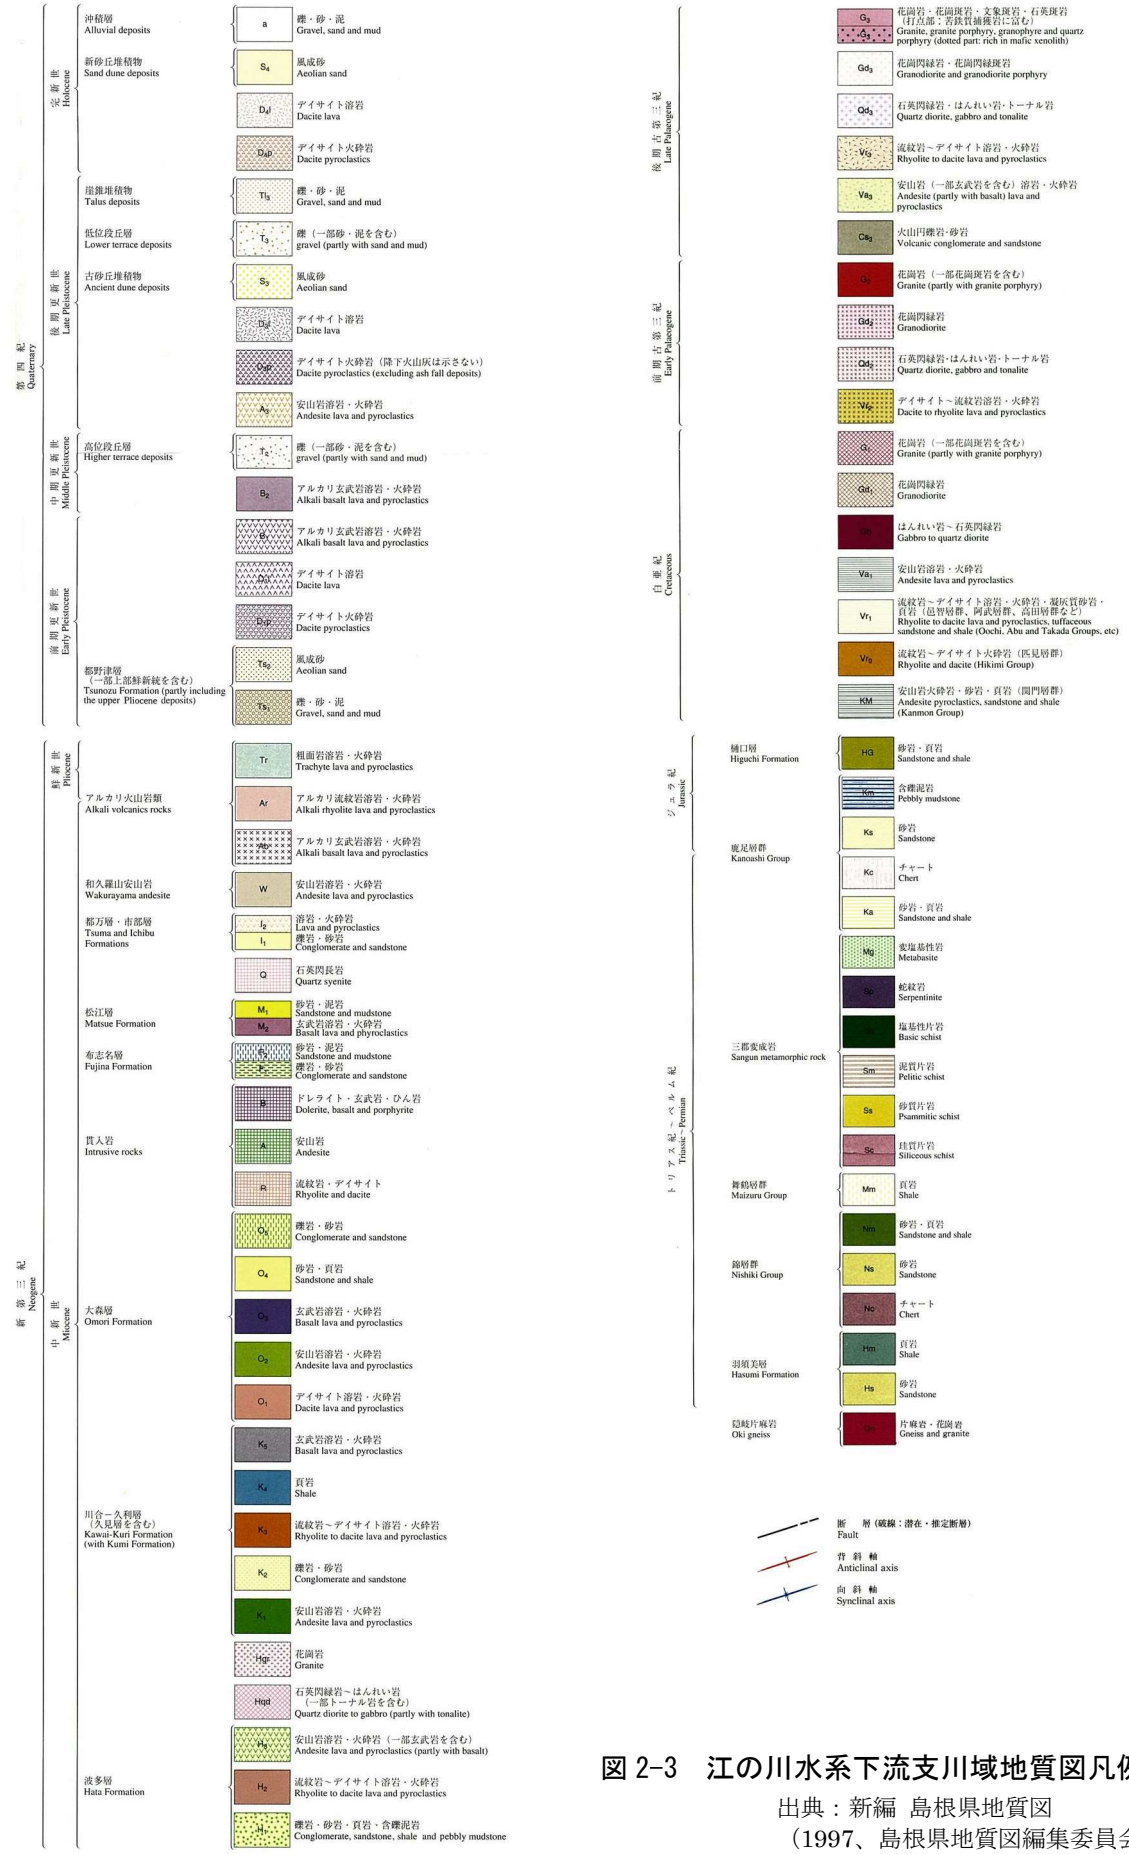 第四紀
Quaternary
完新世
Holocene
沖積層
Alluvial deposits
a
礫・砂・泥
Gravel, sand and mud
新砂丘堆積物
Sand dune deposits
S4
風成砂
Aeolian sand
D4l
デイサイト溶岩
Dacite lava
D4p
デイサイト火砕岩
Dacite pyroclastics
後期更新世
Late Pleistocene
崖錐堆積物
Talus deposits
Tl3
礫・砂・泥
Gravel, sand and mud
低位段丘層
Lower terrace deposits
T3
礫（一部砂・泥を含む）
gravel (partly with sand and mud)
古砂丘堆積物
Ancient dune deposits
S3
風成砂
Aeolian sand
D3l
デイサイト溶岩
Dacite lava
D3p
デイサイト火砕岩（降下火山灰は示さない）
Dacite pyroclastics (excluding ash fall deposits)
A3
安山岩溶岩・火砕岩
Andesite lava and pyroclastics
中期更新世
Middle Pleistocene
高位段丘層
Higher terrace deposits
T2
礫（一部砂・泥を含む）
gravel (partly with sand and mud)
B2
アルカリ玄武岩溶岩・火砕岩
Alkali basalt lava and pyroclastics
前期更新世
Early Pleistocene
B1
アルカリ玄武岩溶岩・火砕岩
Alkali basalt lava and pyroclastics
D1l
デイサイト溶岩
Dacite lava
D1p
デイサイト火砕岩
Dacite pyroclastics
都野津層
（一部上部鮮新統を含む）
Tsunozu Formation (partly including
the upper Pliocene deposits)
Ts2
風成砂
Aeolian sand
Ts1
礫・砂・泥
Gravel, sand and mud
新第三紀
Neogene
鮮新世
Pliocene
アルカリ火山岩類
Alkali volcanics rocks
Tr
粗面岩溶岩・火砕岩
Trachyte lava and pyroclastics
Ar
アルカリ流紋岩溶岩・火砕岩
Alkali rhyolite lava and pyroclastics
Ab
アルカリ玄武岩溶岩・火砕岩
Alkali basalt lava and pyroclastics
中新世
Miocene
和久羅山安山岩
Wakurayama andesite
W
安山岩溶岩・火砕岩
Andesite lava and pyroclastics
都万層・市部層
Tsuma and Ichibu
Formations
I2
溶岩・火砕岩
Lava and pyroclastics
I1
礫岩・砂岩
Conglomerate and sandstone
Q
石英閃長岩
Quartz syenite
松江層
Matsue Formation
M1
砂岩・泥岩
Sandstone and mudstone
M2
玄武岩溶岩・火砕岩
Basalt lava and phyroclastics
布志名層
Fujina Formation
F2
砂岩・泥岩
Sandstone and mudstone
F1
礫岩・砂岩
Conglomerate and sandstone
貫入岩
Intrusive rocks
B
ドレライト・玄武岩・ひん岩
Dolerite, basalt and porphyrite
A
安山岩
Andesite
R
流紋岩・デイサイト
Rhyolite and dacite
大森層
Omori Formation
O5
礫岩・砂岩
Conglomerate and sandstone
O4
砂岩・頁岩
Sandstone and shale
O3
玄武岩溶岩・火砕岩
Basalt lava and pyroclastics
O2
安山岩溶岩・火砕岩
Andesite lava and pyroclastics
O1
デイサイト溶岩・火砕岩
Dacite lava and pyroclastics
川合－久利層
（久見層を含む）
Kawai-Kuri Formation
(with Kumi Formation)
K5
玄武岩溶岩・火砕岩
Basalt lava and pyroclastics
K4
頁岩
Shale
K3
流紋岩～デイサイト溶岩・火砕岩
Rhyolite to dacite lava and pyroclastics
K2
礫岩・砂岩
Conglomerate and sandstone
K1
安山岩溶岩・火砕岩
Andesite lava and pyroclastics
Hgr
花崗岩
Granite
Hqd
石英閃緑岩～はんれい岩
（一部トーナル岩を含む）
Quartz diorite to gabbro (partly with tonalite)
波多層
Hata Formation
H3
安山岩溶岩・火砕岩（一部玄武岩を含む）
Andesite lava and pyroclastics (partly with basalt)
H2
流紋岩～デイサイト溶岩・火砕岩
Rhyolite to dacite lava and pyroclastics
H1
礫岩・砂岩・頁岩、含礫泥岩
Conglomerate, sandstone, shale and pebbly mudstone
後期古第三紀
Late Palaeogene
G3
G3
花崗岩・花崗斑岩・文象斑岩・石英斑岩
（打点部：苦鉄質捕獲岩に富む）
Granite, granite porphyry, granophyre and quartz
porphyry (dotted part: rich in mafic xenolith)
Gd3
花崗閃緑岩・花崗閃緑斑岩
Granodiorite and granodiorite porphyry
Qd3
石英閃緑岩・はんれい岩・トーナル岩
Quartz diorite, gabbro and tonalite
Vr3
流紋岩～デイサイト溶岩・火砕岩
Rhyolite to dacite lava and pyroclastics
Va3
安山岩（一部玄武岩を含む）溶岩・火砕岩
Andesite (partly with basalt) lava and
pyroclastics
Cs3
火山円礫岩・砂岩
Volcanic conglomerate and sandstone
前期古第三紀
Early Palaeogene
G2
花崗岩（一部花崗斑岩を含む）
Granite (partly with granite porphyry)
Gd2
花崗閃緑岩
Granodiorite
Qd2
石英閃緑岩・はんれい岩・トーナル岩
Quartz diorite, gabbro and tonalite
Vr2
デイサイト～流紋岩溶岩・火砕岩
Dacite to rhyolite lava and pyroclastics
白亜紀
Cretaceous
G1
花崗岩（一部花崗斑岩を含む）
Granite (partly with granite porphyry)
Gd1
花崗閃緑岩
Granodiorite
Gb
はんれい岩～石英閃緑岩
Gabbro to quartz diorite
Va1
安山岩溶岩・火砕岩
Andesite lava and pyroclastics
Vr1
流紋岩～デイサイト溶岩・火砕岩・凝灰質砂岩・
頁岩（邑智層群、阿武層群、高田層群など）
Rhyolite to dacite lava and pyroclastics, tuffaceous
sandstone and shale (Oochi, Abu and Takada Groups, etc)
Vr0
流紋岩～デイサイト火砕岩（匹見層群）
Rhyolite and dacite (Hikimi Group)
KM
安山岩火砕岩・砂岩・頁岩（関門層群）
Andesite pyroclastics, sandstone and shale
(Kanmon Group)
ジュラ紀
Jurassic
樋口層
Higuchi Formation
HG
砂岩・頁岩
Sandstone and shale
鹿足層群
Kanoashi Group
Km
含礫泥岩
Pebbly mudstone
Ks
砂岩
Sandstone
Kc
チャート
Chert
Ka
砂岩・頁岩
Sandstone and shale
トリアス紀～ペルム紀
Triassic～Permian
三郡変成岩
Sangun metamorphic rock
Mg
変塩基性岩
Metabasite
Sp
蛇紋岩
Serpentinite
塩基性片岩
Basic schist
Sm
泥質片岩
Pelitic schist
Ss
砂質片岩
Psammitic schist
Sc
珪質片岩
Siliceous schist
舞鶴層群
Maizuru Group
Mm
頁岩
Shale
錦層群
Nishiki Group
Nm
砂岩・頁岩
Sandstone and shale
Ns
砂岩
Sandstone
Nc
チャート
Chert
羽須美層
Hasumi Formation
Hm
頁岩
Shale
Hs
砂岩
Sandstone
隠岐片麻岩
Oki gneiss
Gn
片麻岩・花崗岩
Gneiss and granite
断 層（破線：潜在・推定断層）
Fault
背斜軸
Anticlinal axis
向斜軸
Synclinal axis
図 2-3 江の川水系下流支川域地質図凡例
出典：新編 島根県地質図
（1997、島根県地質図編集委員会